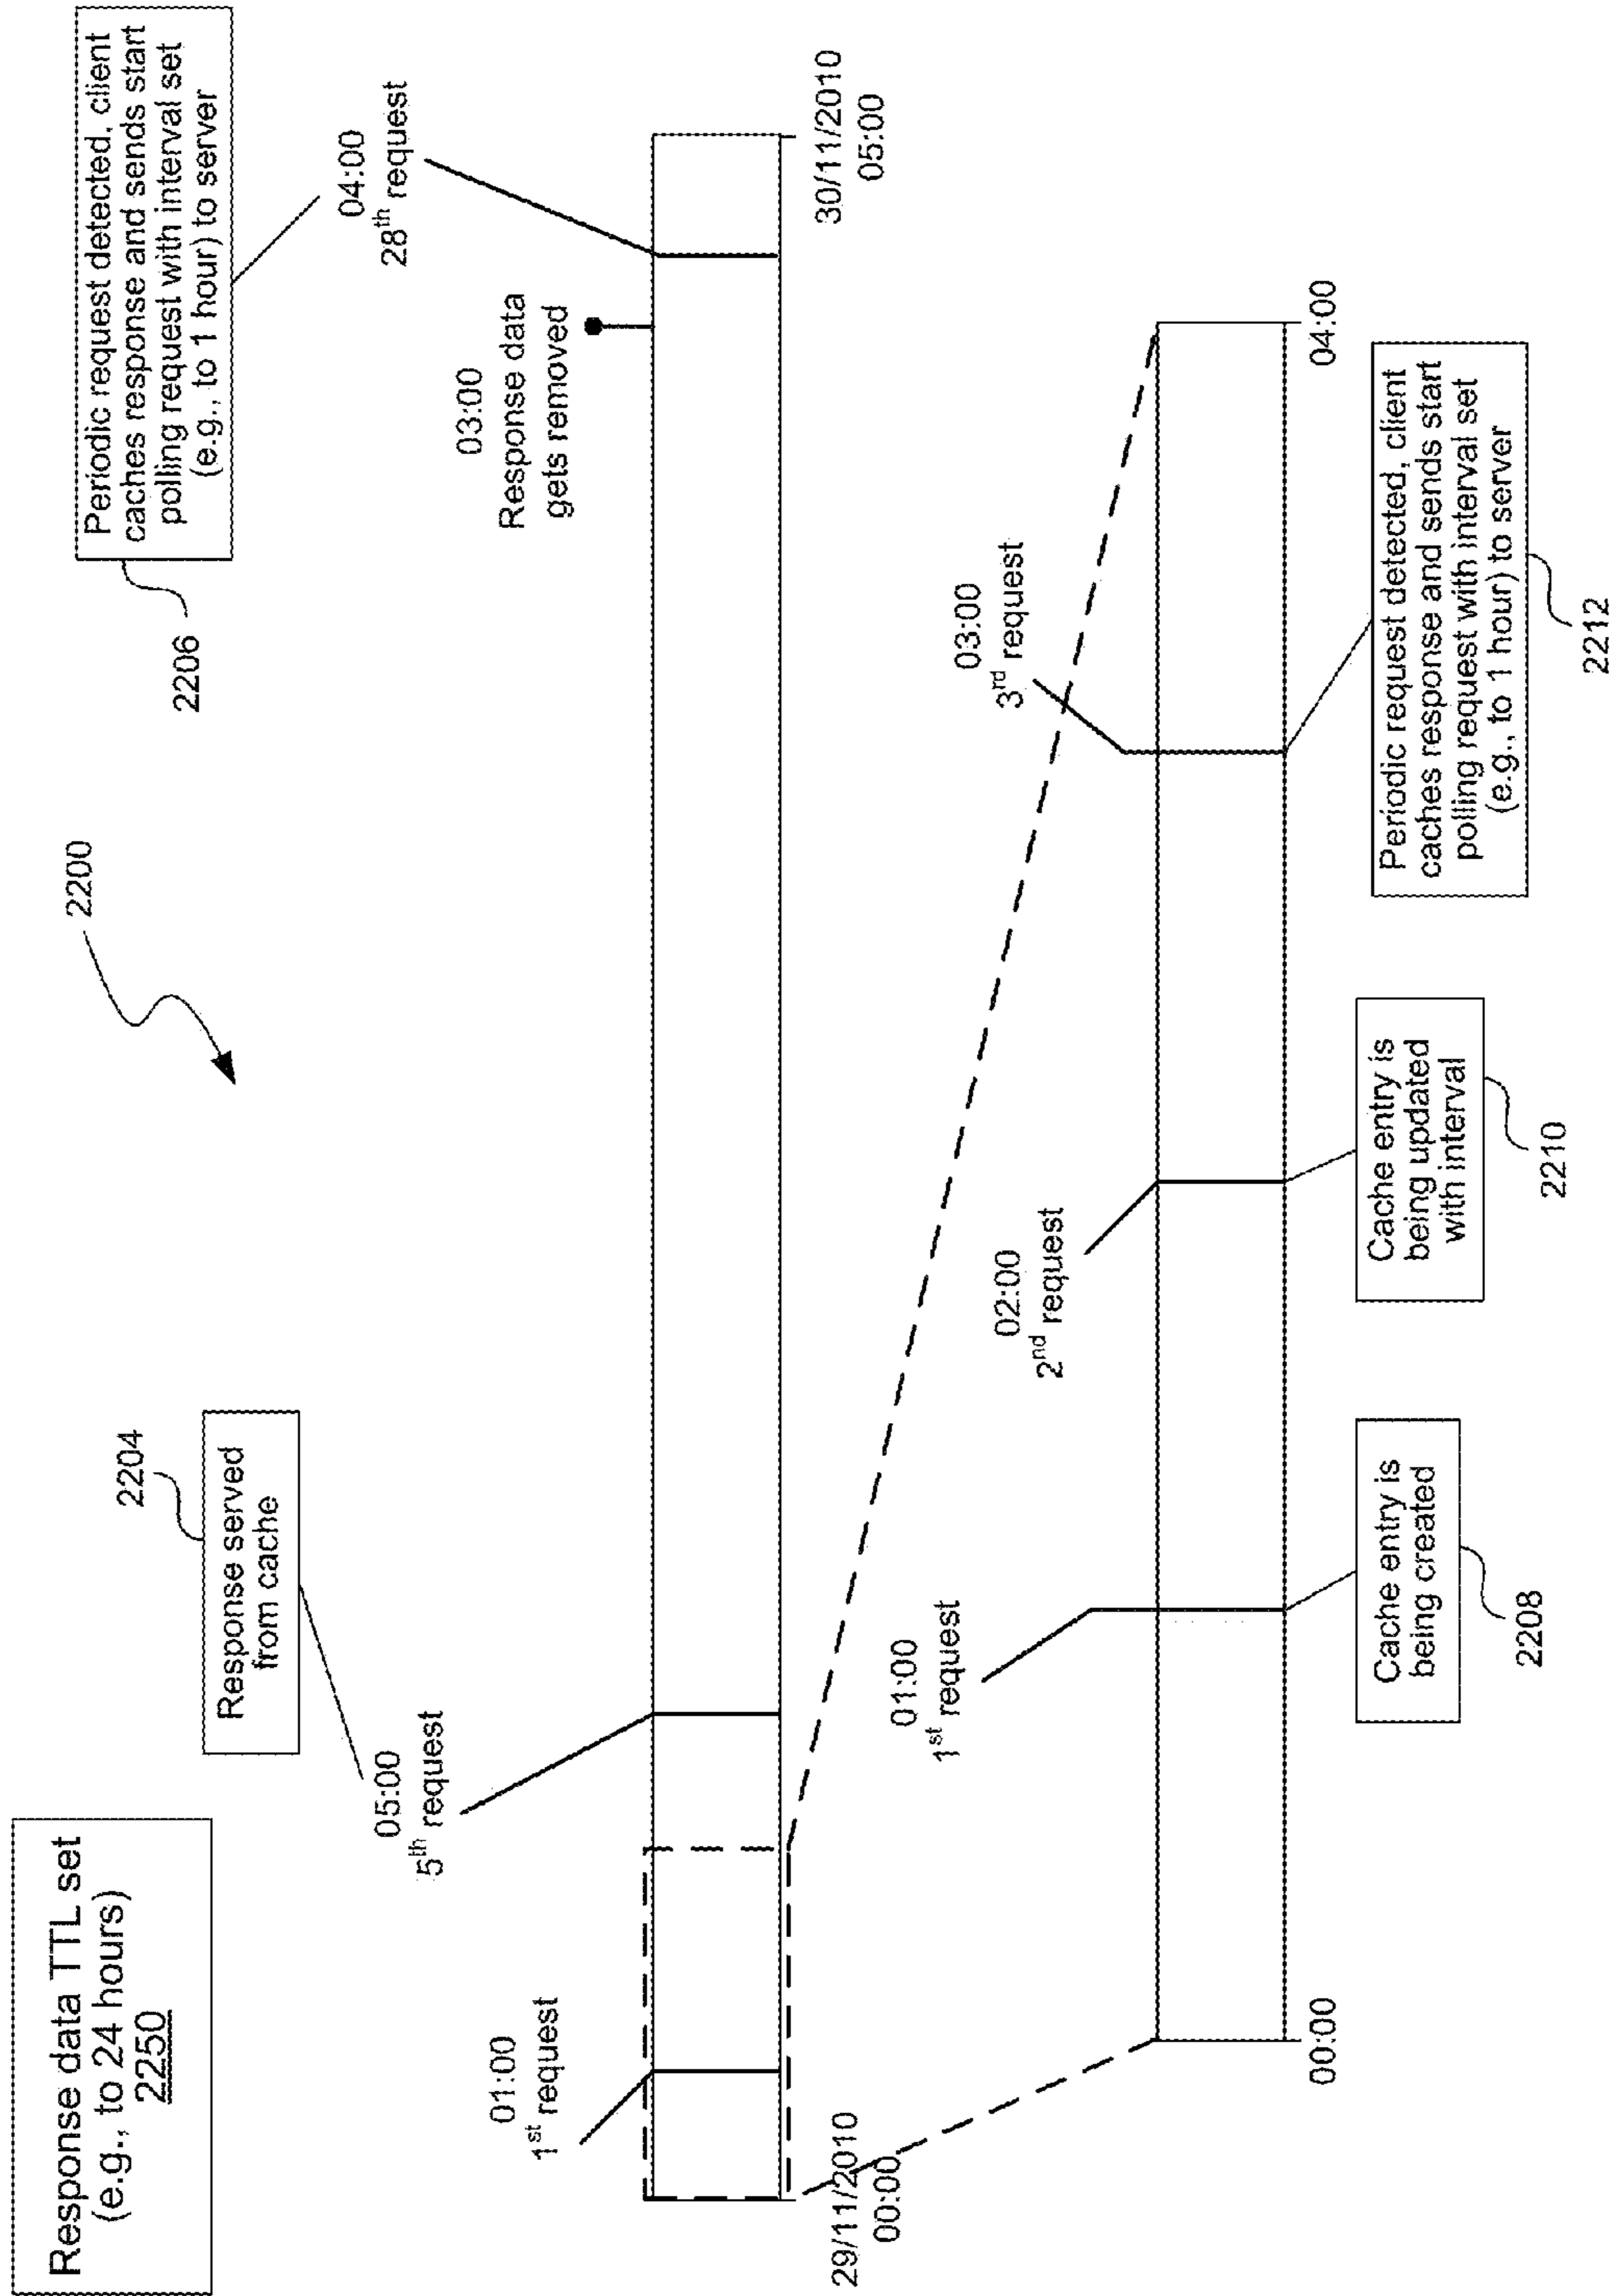 Response data TTL set
(e.g., to 24 hours)
2250
2200
2204
Response served
from cache
2206
Periodic request detected, client
caches response and sends start
polling request with interval set
(e.g., to 1 hour) to server
01:00
1st request
05:00
5th request
03:00
Response data
gets removed
04:00
28th request
29/11/2010
00:00
30/11/2010
05:00
01:00
1st request
02:00
2nd request
03:00
3rd request
00:00
04:00
Cache entry is
being created
2208
Cache entry is
being updated
with interval
2210
Periodic request detected, client
caches response and sends start
polling request with interval set
(e.g., to 1 hour) to server
2212